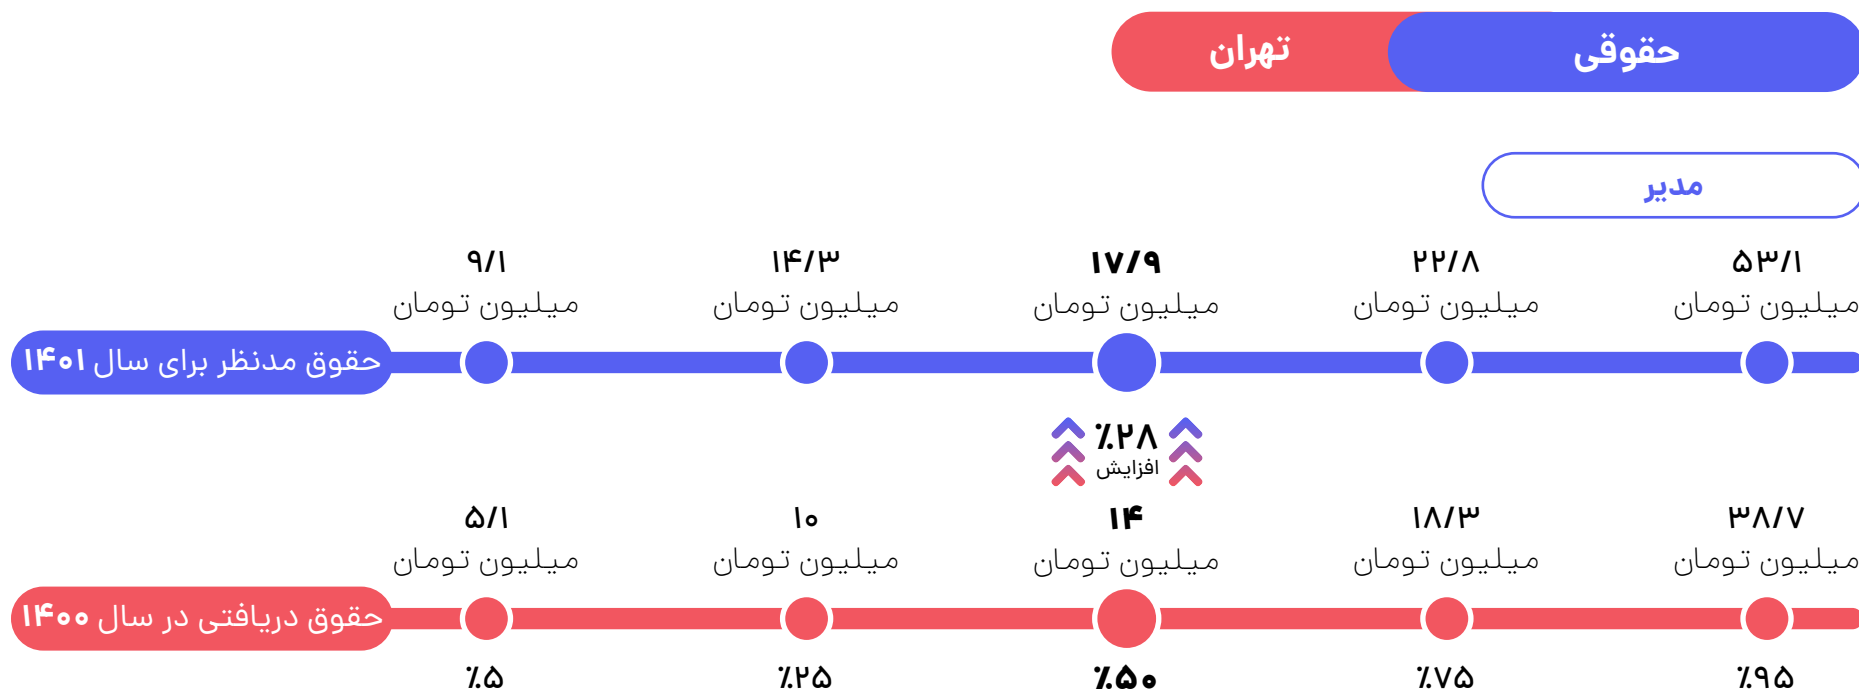 حقوقی
تهران
مدیر
۵۳/۱
میلیون تومان
۲۲/۸
میلیون تومان
۱۷/۹
میلیون تومان
۱۴/۳
میلیون تومان
۹/۱
میلیون تومان
حقوق مدنظر برای سال ۱۴۰۱
٪۲۸
افزایش
۳۸/۷
میلیون تومان
۱۸/۳
میلیون تومان
۱۴
میلیون تومان
۱۰
میلیون تومان
۵/۱
میلیون تومان
حقوق دریافتی در سال ۱۴۰۰
٪۹۵
٪۷۵
٪۵۰
٪۲۵
٪۵